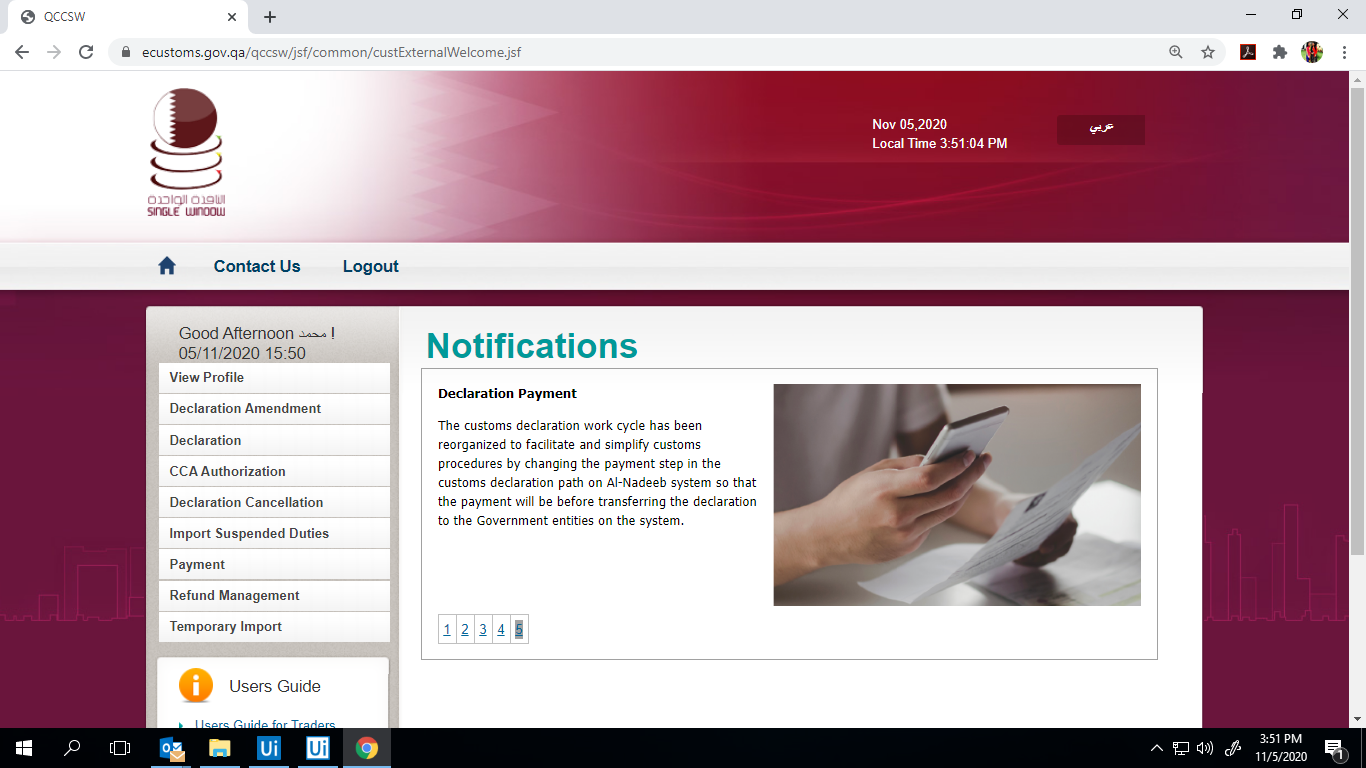 QCCSW
ecustoms.gov.qa/qccsw/jsf/common/custExternalWelcome.jsf
Nov 05,2020
Local Time 3:51:04 PM
عربي
النافذة الواحدة
SINGLE WINDOW
Contact Us
Logout
Good Afternoon محمد !
05/11/2020 15:50
View Profile
Declaration Amendment
Declaration
CCA Authorization
Declaration Cancellation
Import Suspended Duties
Payment
Refund Management
Temporary Import
Users Guide
Users Guide for Traders
Notifications
Declaration Payment
The customs declaration work cycle has been
reorganized to facilitate and simplify customs
procedures by changing the payment step in the
customs declaration path on Al-Nadeeb system so that
the payment will be before transferring the declaration
to the Government entities on the system.
1 2 3 4 5
Ui
Ui
3:51 PM
11/5/2020
1